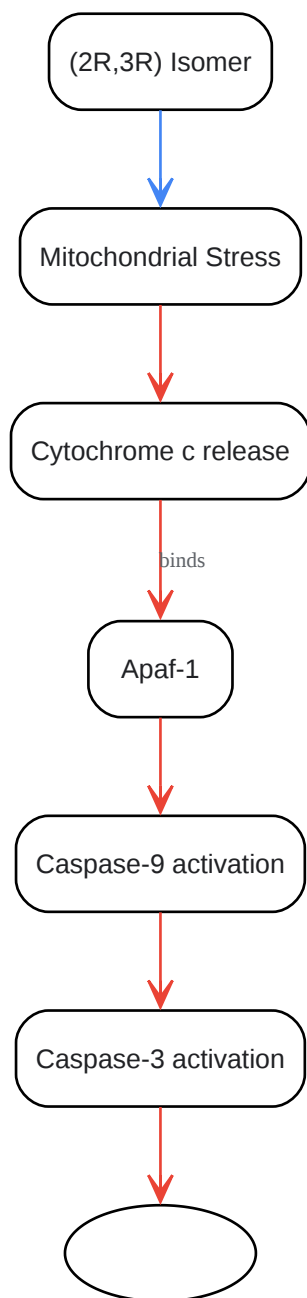 (2R,3R) Isomer
Mitochondrial Stress
Cytochrome c release
binds
Apaf-1
Caspase-9 activation
Caspase-3 activation